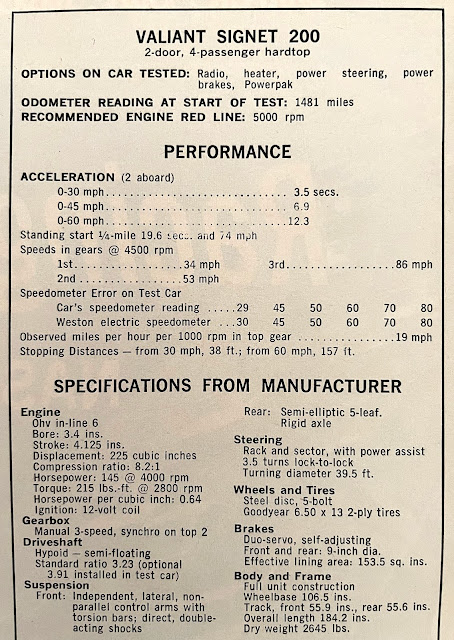 VALIANT SIGNET 200
2-door, 4-passenger hardtop
OPTIONS ON CAR TESTED: Radio, heater, power steering, power
brakes, Powerpak
ODOMETER READING AT START OF TEST: 1481 miles
RECOMMENDED ENGINE RED LINE: 5000 rpm
PERFORMANCE
ACCELERATION (2 aboard)
0-30 mph.............................3.5 secs.
0-45 mph.............................6.9
0-60 mph............................12.3
Standing start ¼-mile 19.6 secs. and 74 mph
Speeds in gears @ 4500 rpm
1st................34 mph 3rd.................86 mph
2nd ...............53 mph
Speedometer Error on Test Car
Car's speedometer reading .....29 45 50 60 70 80
Weston electric speedometer ...30 45 50 60 70 80
Observed miles per hour per 1000 rpm in top gear ...............19 mph
Stopping Distances — from 30 mph, 38 ft.; from 60 mph, 157 ft.
SPECIFICATIONS FROM MANUFACTURER
Engine
Ohv in-line 6
Bore: 3.4 ins.
Stroke: 4.125 ins.
Displacement: 225 cubic inches
Compression ratio: 8.2:1
Horsepower: 145 @ 4000 rpm
Torque: 215 lbs.-ft. @ 2800 rpm
Horsepower per cubic inch: 0.64
Ignition: 12-volt coil
Gearbox
Manual 3-speed, synchro on top 2
Driveshaft
Hypoid — semi-floating
Standard ratio 3.23 (optional
3.91 installed in test car)
Suspension
Front: Independent, lateral, non-
parallel control arms with
torsion bars; direct, double-
acting shocks
Rear: Semi-elliptic 5-leaf.
Rigid axle
Steering
Rack and sector, with power assist
3.5 turns lock-to-lock
Turning diameter 39.5 ft.
Wheels and Tires
Steel disc, 5-bolt
Goodyear 6.50 x 13 2-ply tires
Brakes
Duo-servo, self-adjusting
Front and rear: 9-inch dia.
Effective lining area: 153.5 sq. ins.
Body and Frame
Full unit construction
Wheelbase 106.5 ins.
Track, front 55.9 ins., rear 55.6 ins.
Overall length 184.2 ins.
Dry weight 2645 lbs.